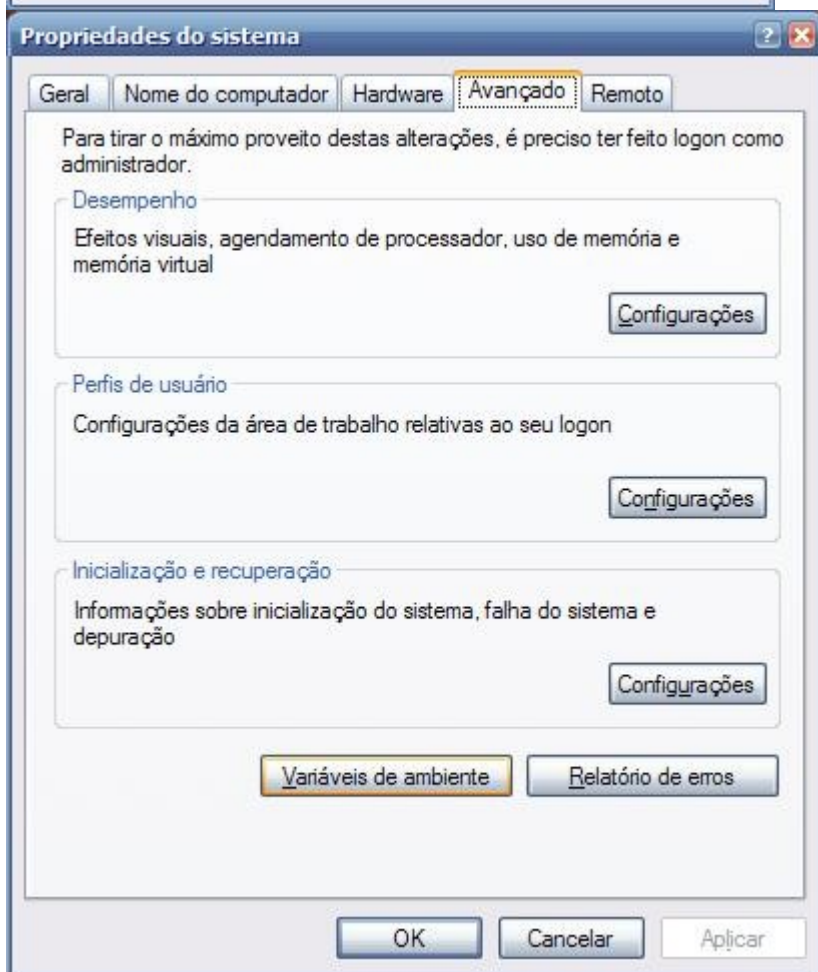 Propriedades do sistema
Geral Nome do computador Hardware Avançado Remoto
Para tirar o máximo proveito destas alterações, é preciso ter feito logon como
administrador.
Desempenho
Efeitos visuais, agendamento de processador, uso de memória e
memória virtual
Configurações
Perfis de usuário
Configurações da área de trabalho relativas ao seu logon
Configurações
Inicialização e recuperação
Informações sobre inicialização do sistema, falha do sistema e
depuração
Configurações
Variáveis de ambiente Relatório de erros
OK Cancelar Aplicar